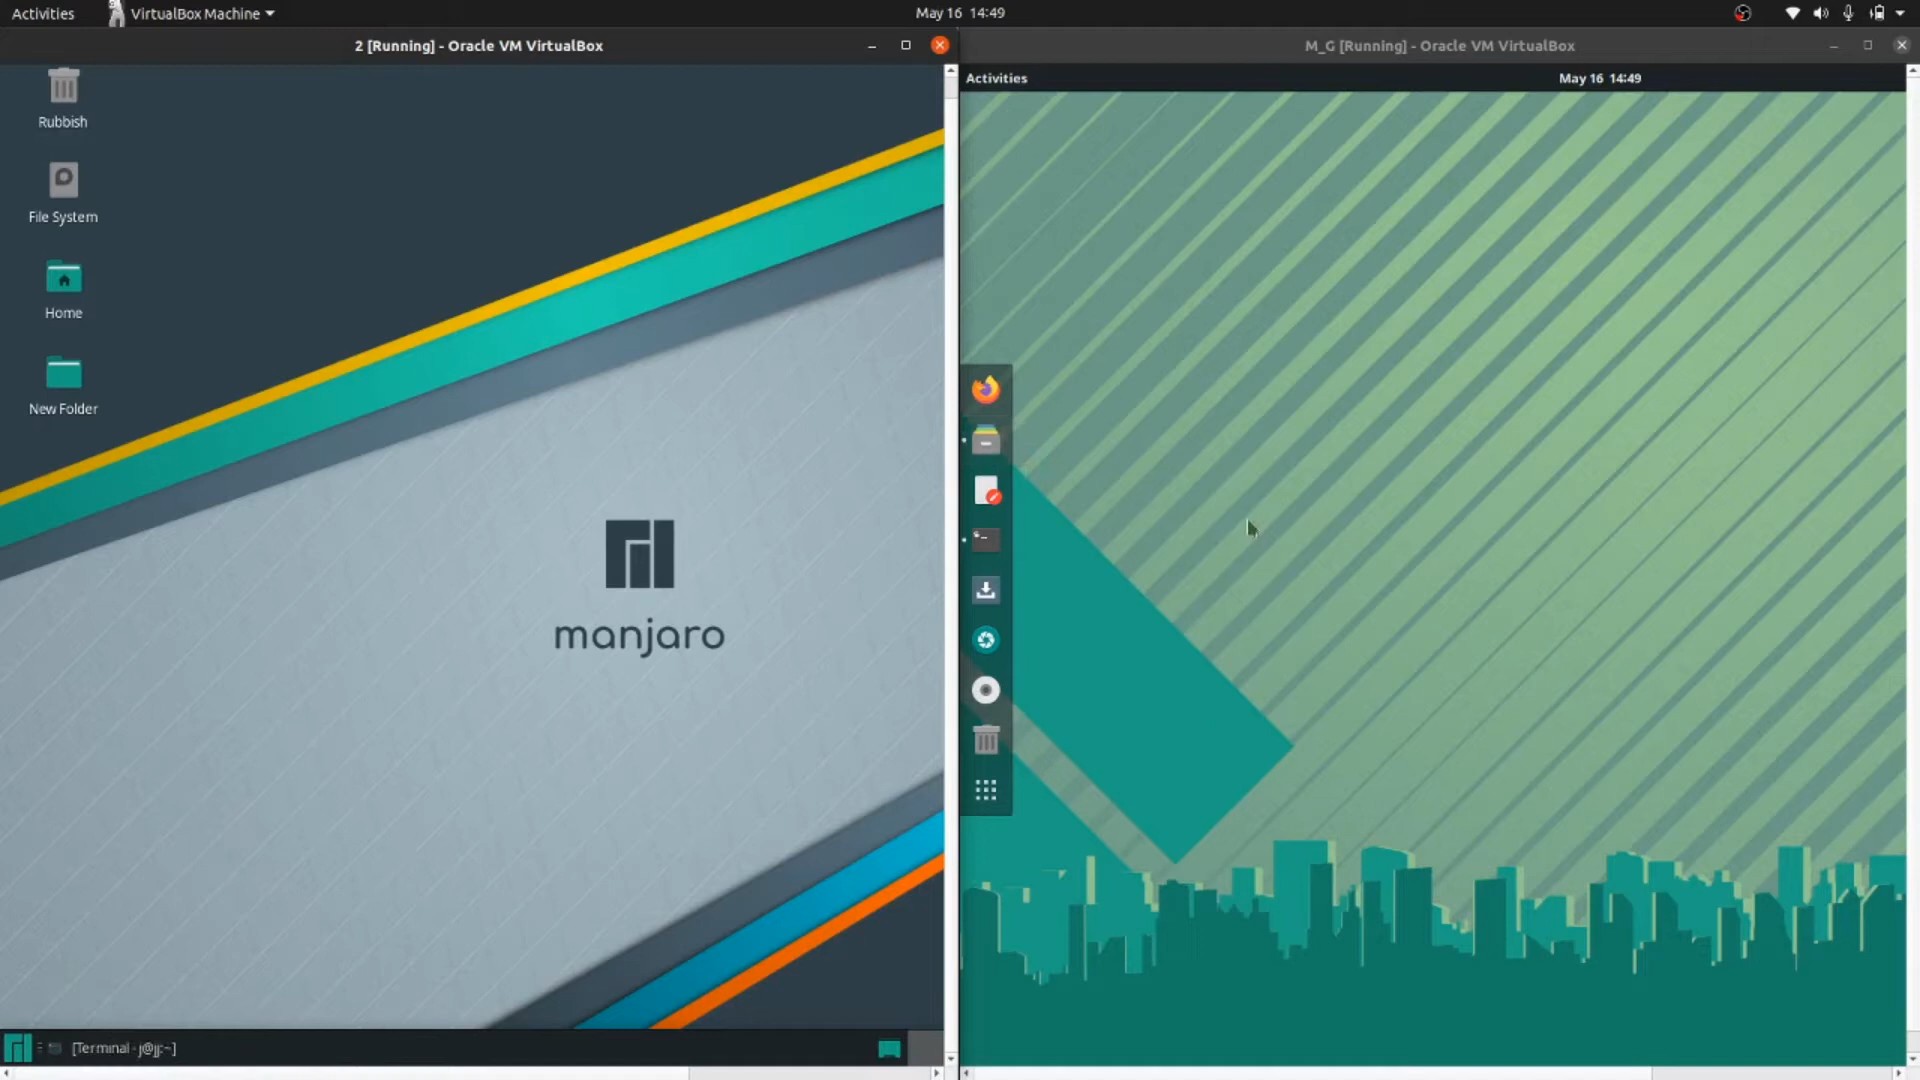 Activities
VirtualBox Machine
May 16 14:49
2 [Running] - Oracle VM VirtualBox
M_G [Running] - Oracle VM VirtualBox
Activities
May 16 14:49
Rubbish
File System
Home
New Folder
manjaro
[Terminal - j@jj:~]